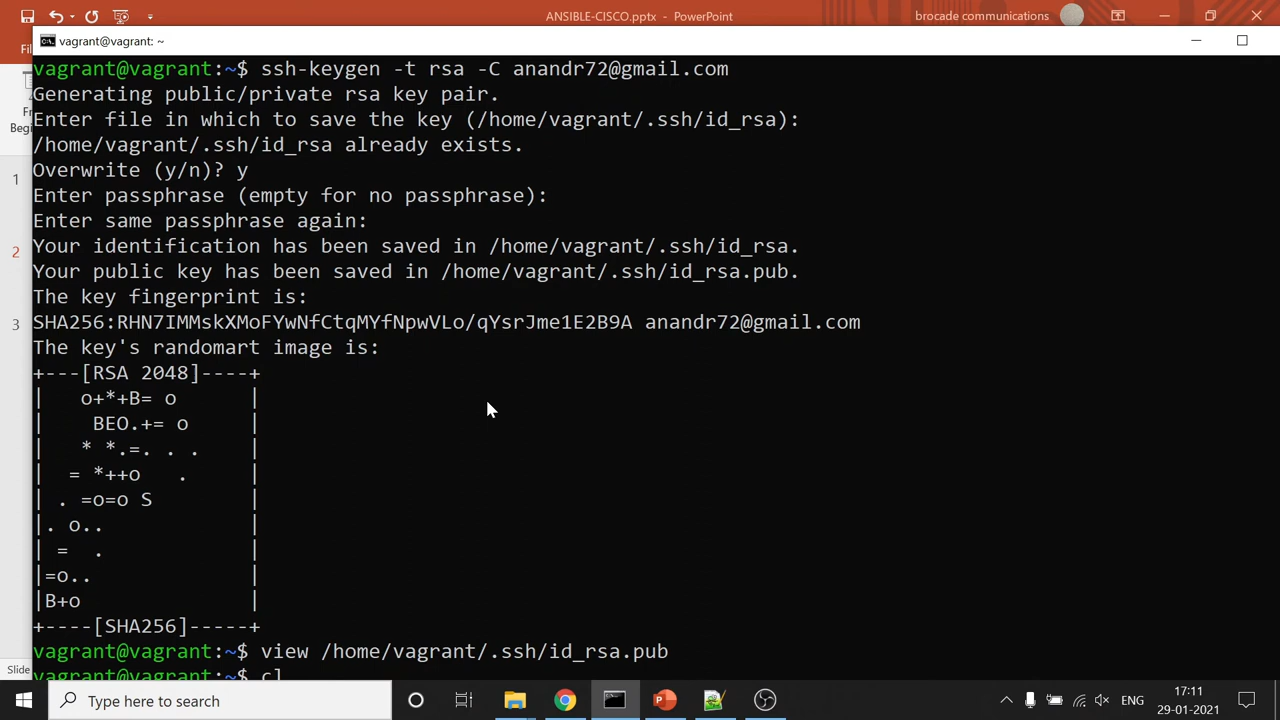 ANSIBLE-CISCO.pptx - PowerPoint
brocade communications
Fil
vagrant@vagrant: ~
Fr
Begi
1
2
3
vagrant@vagrant:~$ ssh-keygen -t rsa -C anandr72@gmail.com
Generating public/private rsa key pair.
Enter file in which to save the key (/home/vagrant/.ssh/id_rsa):
/home/vagrant/.ssh/id_rsa already exists.
Overwrite (y/n)? y
Enter passphrase (empty for no passphrase):
Enter same passphrase again:
Your identification has been saved in /home/vagrant/.ssh/id_rsa.
Your public key has been saved in /home/vagrant/.ssh/id_rsa.pub.
The key fingerprint is:
SHA256:RHN7IMMskXMoFYwNfCtqMYfNpwVLo/qYsrJme1E2B9A anandr72@gmail.com
The key's randomart image is:
+---[RSA 2048]----+
|   o+*+B= o      |
|    BEO.+= o     |
|   * *.=. . .    |
|  = *++o   .     |
| . =o=o S        |
|. o..            |
| =  .            |
|=o..             |
|B+o              |
+----[SHA256]-----+
vagrant@vagrant:~$ view /home/vagrant/.ssh/id_rsa.pub
vagrant@vagrant:~$ cl
Slide
Type here to search
ENG
17:11
29-01-2021